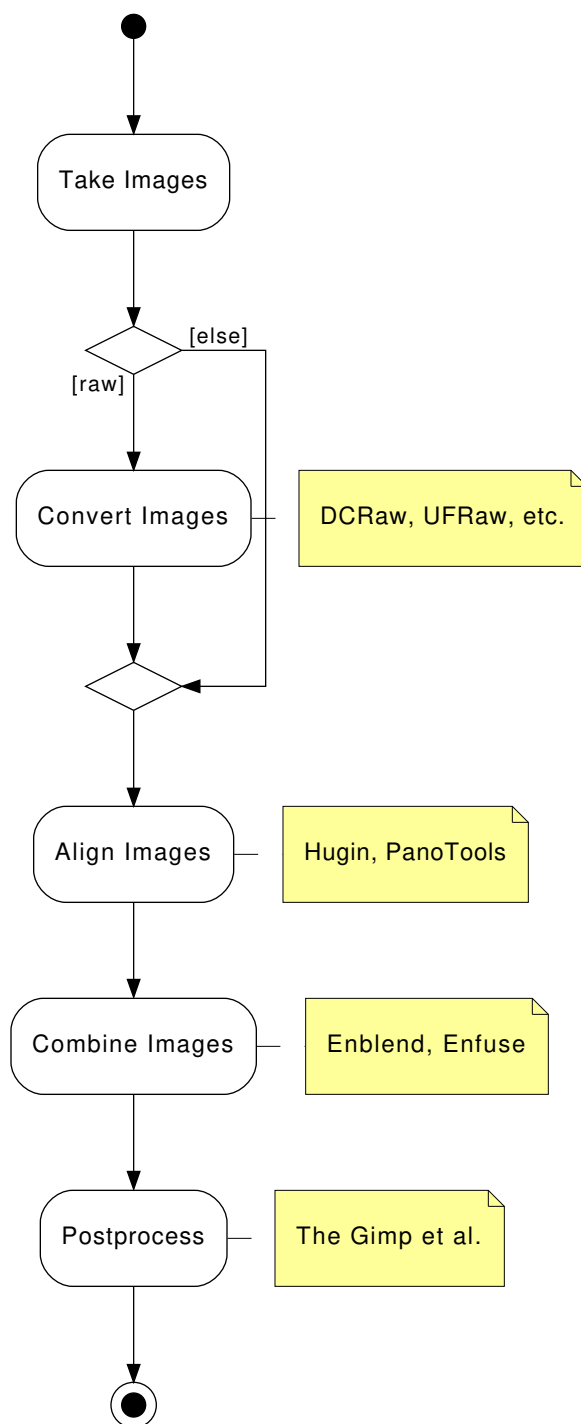 Take Images
[else]
[raw]
Convert Images
DCRaw, UFRaw, etc.
Align Images
Hugin, PanoTools
Combine Images
Enblend, Enfuse
Postprocess
The Gimp et al.